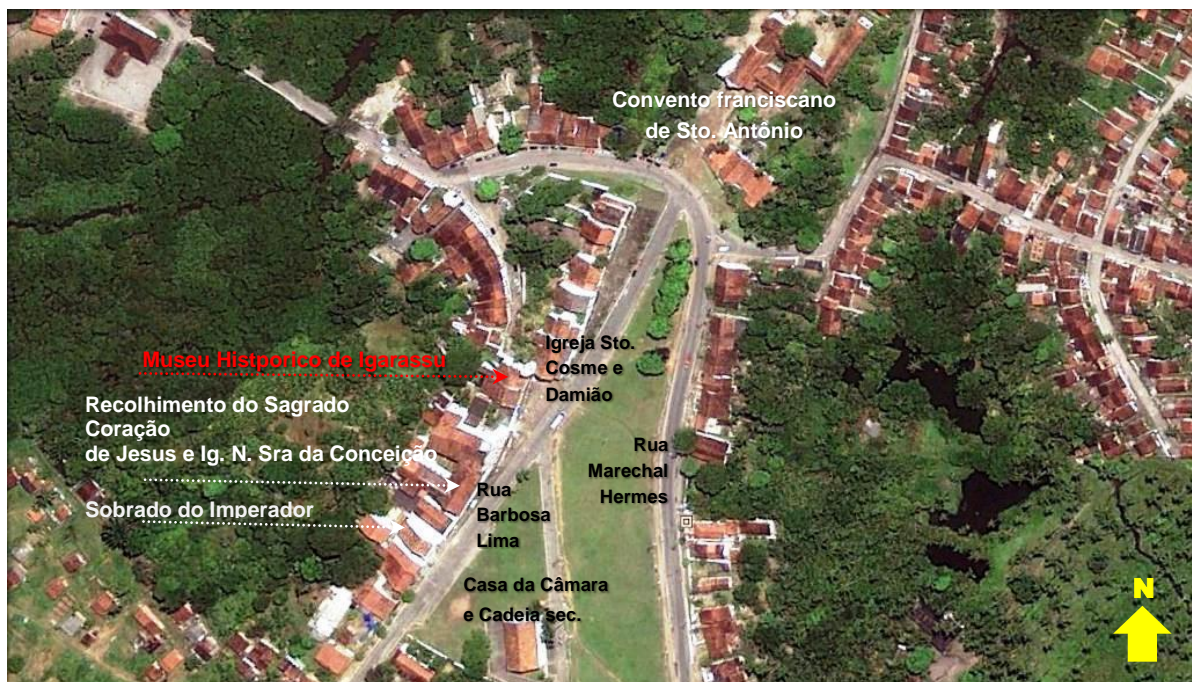 Convento franciscano
de Sto. Antônio
Igreja Sto.
Cosme e
Damião
Museu Histporico de Igarassu
Recolhimento do Sagrado
Coração
de Jesus e Ig. N. Sra da Conceição
Rua
Marechal
Hermes
Rua
Barbosa
Lima
Sobrado do Imperador
Casa da Câmara
e Cadeia sec.
N